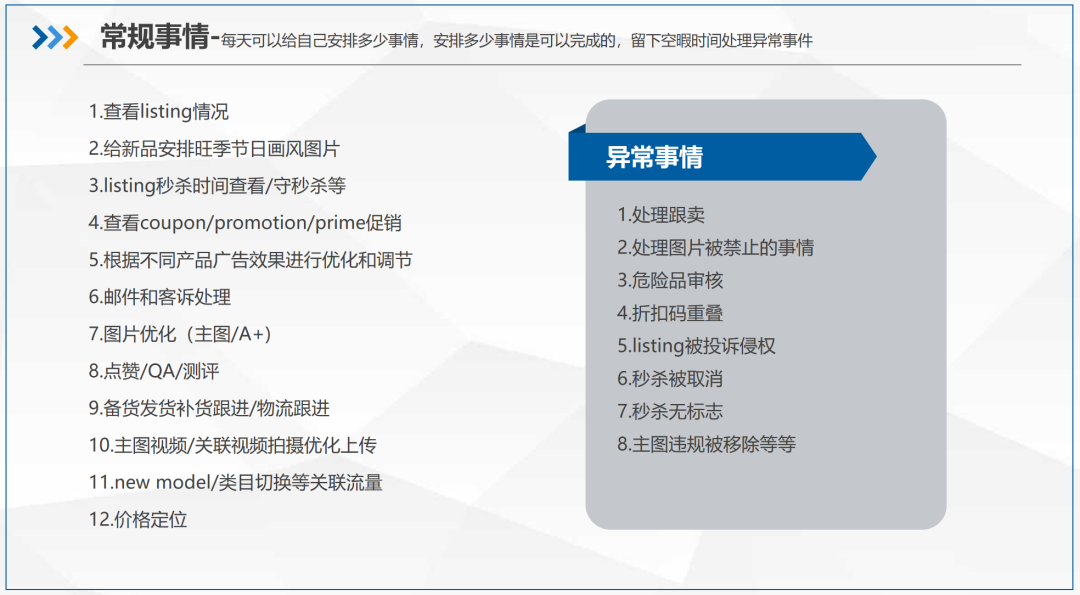 常规事情-每天可以给自己安排多少事情，安排多少事情是可以完成的，留下空暇时间处理异常事件
1.查看listing情况
2.给新品安排旺季节日画风图片
3.listing秒杀时间查看/守秒杀等
4.查看coupon/promotion/prime促销
5.根据不同产品广告效果进行优化和调节
6.邮件和客诉处理
7.图片优化（主图/A+）
8.点赞/QA/测评
9.备货发货补货跟进/物流跟进
10.主图视频/关联视频拍摄优化上传
11.new model/类目切换等关联流量
12.价格定位
异常事情
1.处理跟卖
2.处理图片被禁止的事情
3.危险品审核
4.折扣码重叠
5.listing被投诉侵权
6.秒杀被取消
7.秒杀无标志
8.主图违规被移除等等